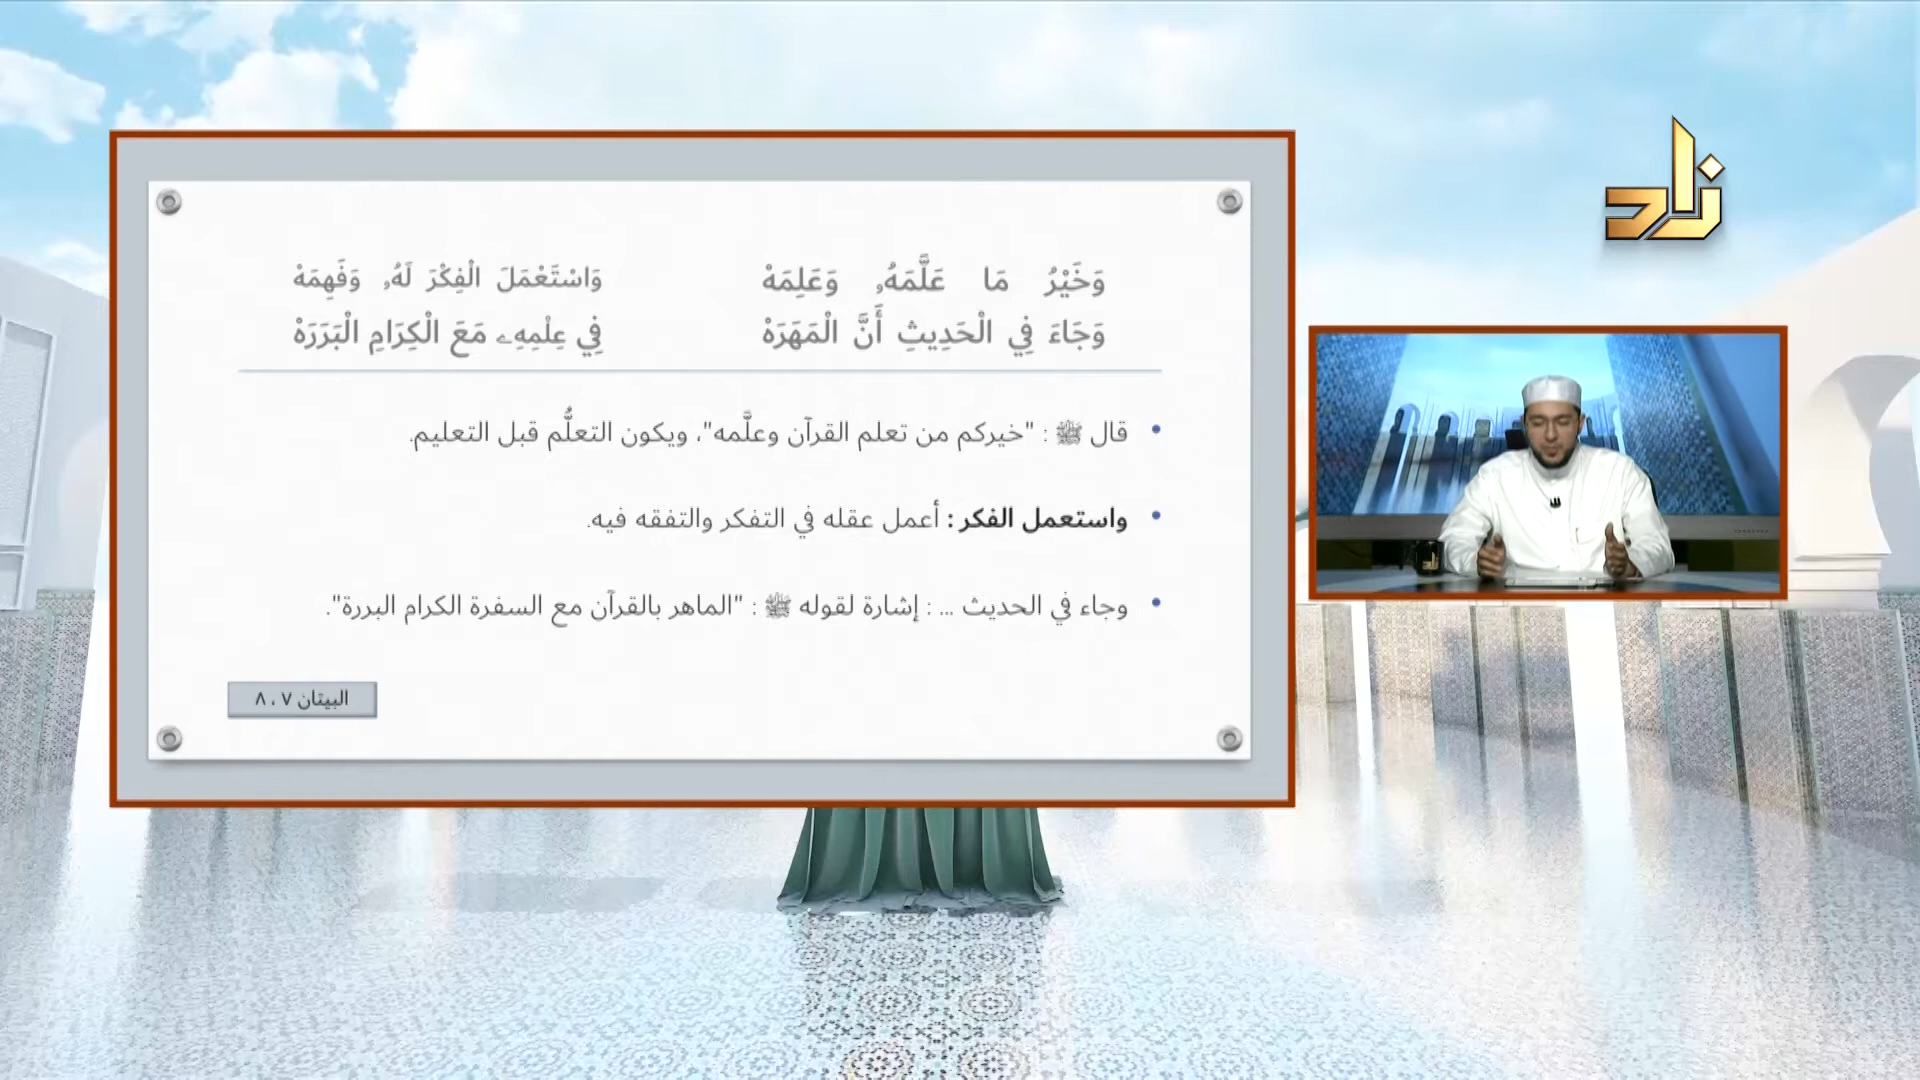 زاد
وَخَيْرُ مَا عَلَّمَهُۥ وَعَلِمَهْ وَاسْتَعْمَلَ الْفِكْرَ لَهُۥ وَفَهِمَهْ
وَجَاءَ فِي الْحَدِيثِ أَنَّ الْمَهَرَهْ فِي عِلْمِهِۦ مَعَ الْكِرَامِ الْبَرَرَهْ
• قال ﷺ : "خيركم من تعلم القرآن وعلَّمه"، ويكون التعلُّم قبل التعليم.
• واستعمل الفكر : أعمل عقله في التفكر والتفقه فيه.
• وجاء في الحديث ... : إشارة لقوله ﷺ : "الماهر بالقرآن مع السفرة الكرام البررة".
البيتان ٧ ، ٨